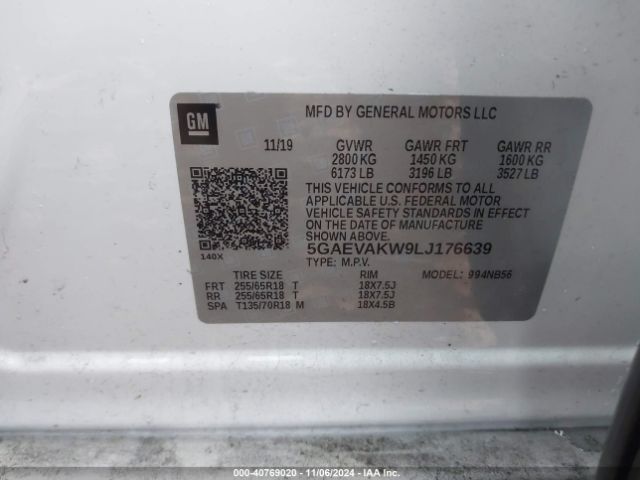 GM
MFD BY GENERAL MOTORS LLC
11/19 GVWR GAWR FRT GAWR RR
2800 KG 1450 KG 1600 KG
6173 LB 3196 LB 3527 LB
THIS VEHICLE CONFORMS TO ALL
APPLICABLE U.S. FEDERAL MOTOR
VEHICLE SAFETY STANDARDS IN EFFECT
ON THE DATE OF MANUFACTURE
SHOWN ABOVE.
5GAEVAKW9LJ176639
140X TYPE: M.P.V.
TIRE SIZE RIM MODEL: 994NB56
FRT 255/65R18 T 18X7.5J
RR 255/65R18 T 18X7.5J
SPA T135/70R18 M 18X4.5B
000-40769020 - 11/06/2024 - IAA Inc.